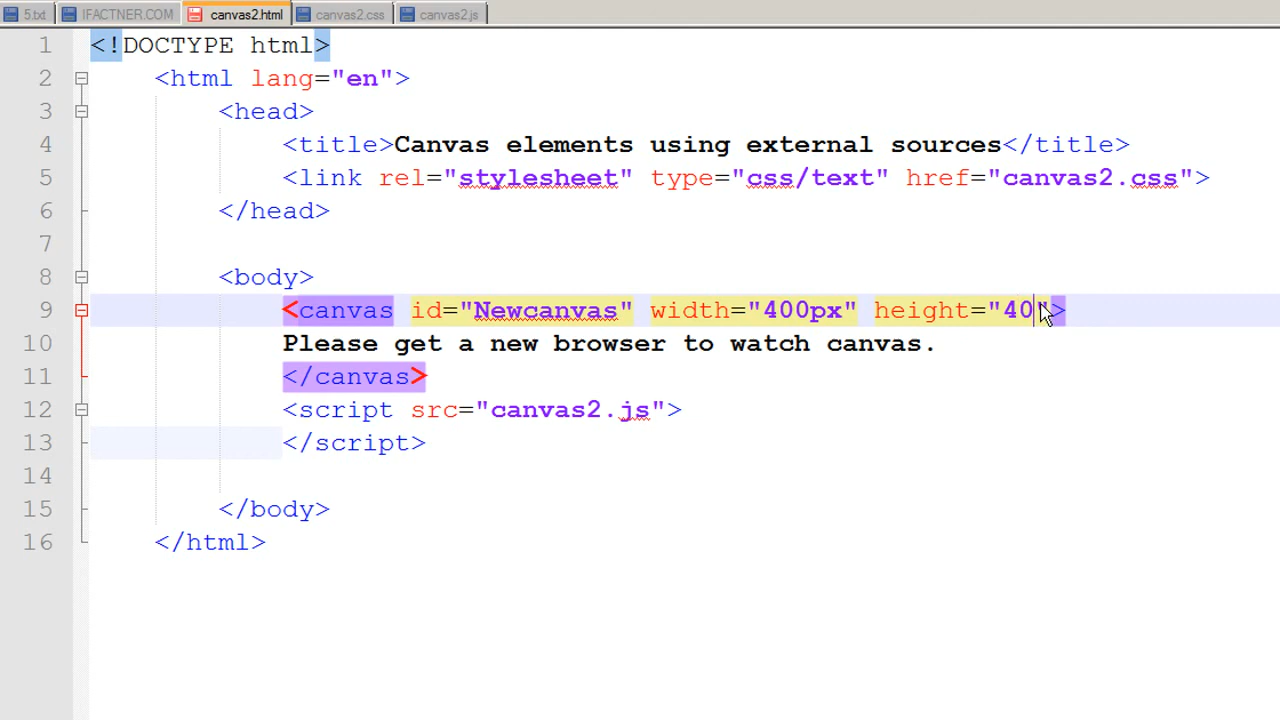 5.txt IFACTNER.COM canvas2.html canvas2.css canvas2.js
1 <!DOCTYPE html>
2 <html lang="en">
3 <head>
4 <title>Canvas elements using external sources</title>
5 <link rel="stylesheet" type="css/text" href="canvas2.css">
6 </head>
7
8 <body>
9 <canvas id="Newcanvas" width="400px" height="40">
10 Please get a new browser to watch canvas.
11 </canvas>
12 <script src="canvas2.js">
13 </script>
14
15 </body>
16 </html>